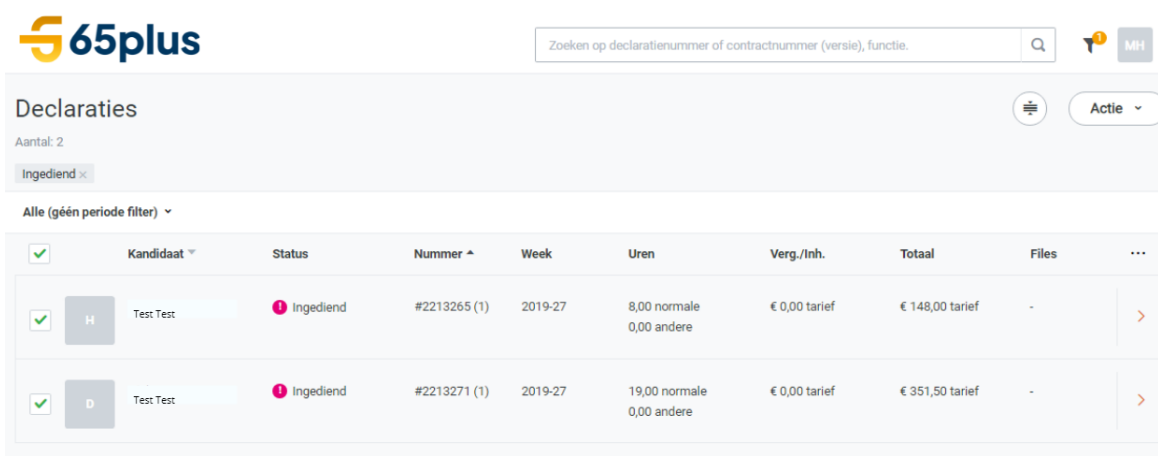 65plus
Zoeken op declaratienummer of contractnummer (versie), functie.
1
MH
Declaraties
Actie
Aantal: 2
Ingediend ×
Alle (géén periode filter)
Kandidaat Status Nummer Week Uren Verg./Inh. Totaal Files ...
H Test Test ! Ingediend #2213265 (1) 2019-27 8,00 normale € 0,00 tarief € 148,00 tarief -
0,00 andere
D Test Test ! Ingediend #2213271 (1) 2019-27 19,00 normale € 0,00 tarief € 351,50 tarief -
0,00 andere